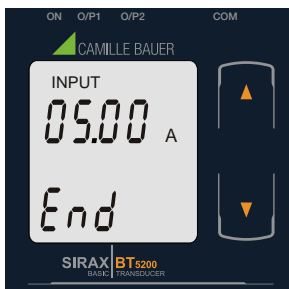 ON O/P1 O/P2 COM
CAMILLE BAUER
INPUT
05.00 A
End
SIRAX BT5200
BASIC TRANSDUCER